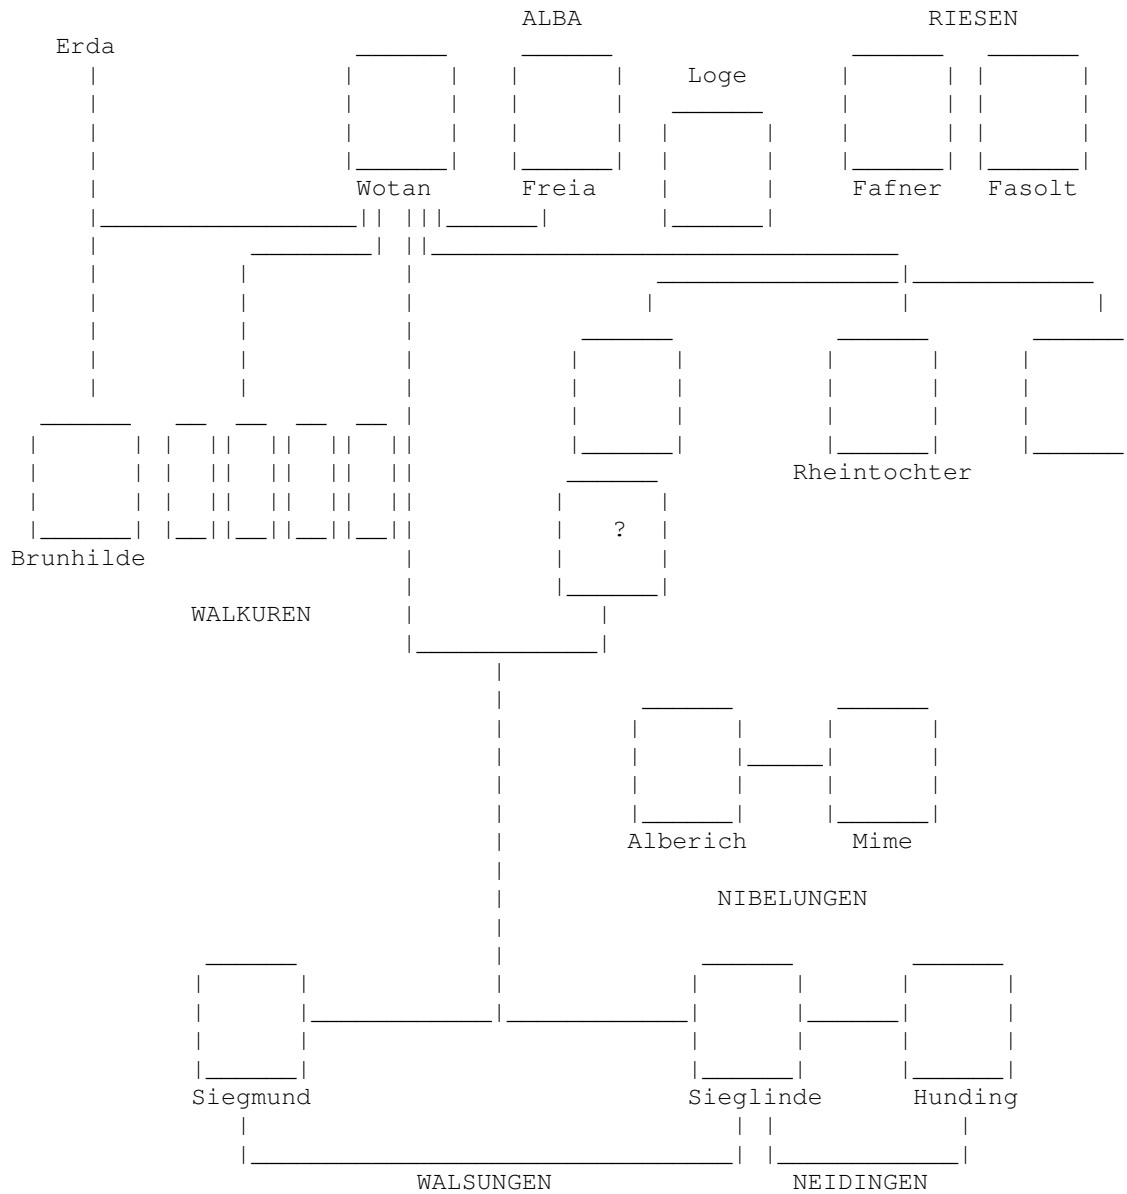 ALBA RIESEN
Erda
Loge
Wotan Freia Fafner Fasolt
Rheintochter
?
Brunhilde
WALKUREN
Alberich Mime
NIBELUNGEN
Siegmund Sieglinde Hunding
WALSUNGEN NEIDINGEN